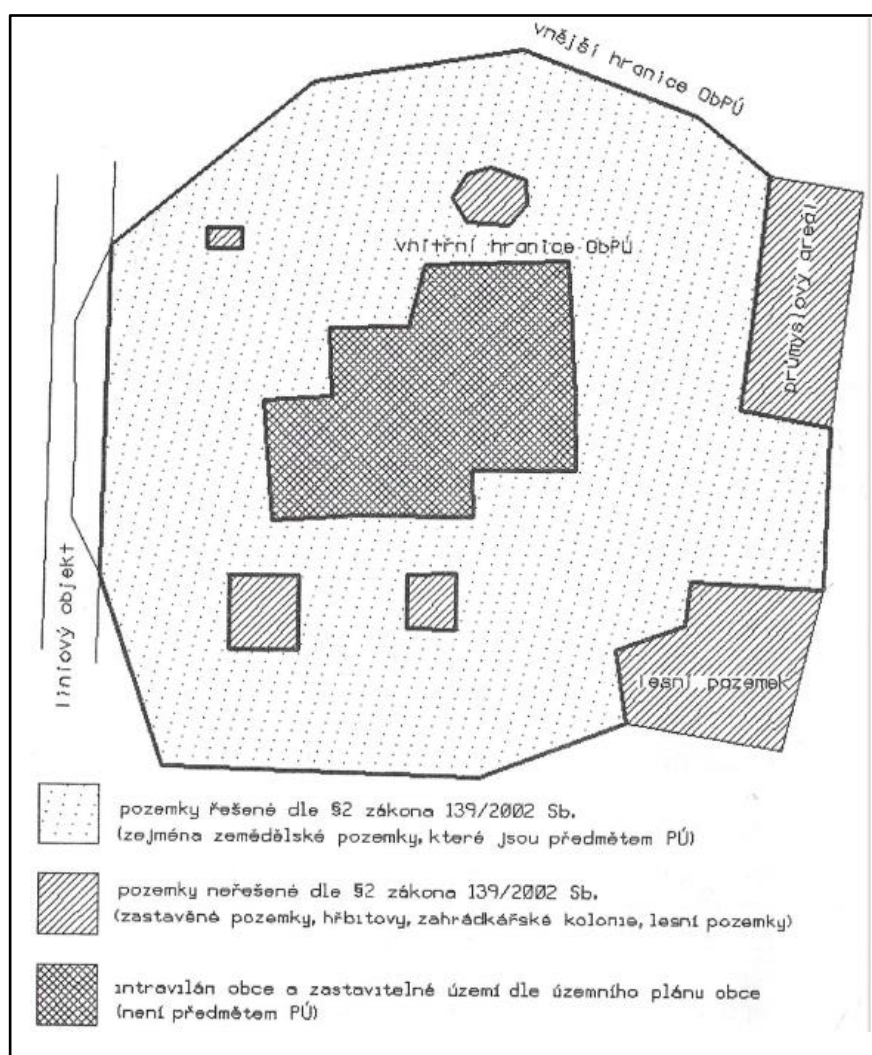 vnější hranice ObPÚ
vnitřní hranice ObPÚ
průmyslový areál
liniový objekt
lesní pozemek
pozemky řešené dle §2 zákona 139/2002 Sb.
(zejména zemědělské pozemky, které jsou předmětem PÚ)
pozemky neřešené dle §2 zákona 139/2002 Sb.
(zastavěné pozemky, hřbitovy, zahrádkářské kolonie, lesní pozemky)
intravilán obce a zastavitelné území dle územního plánu obce
(není předmětem PÚ)